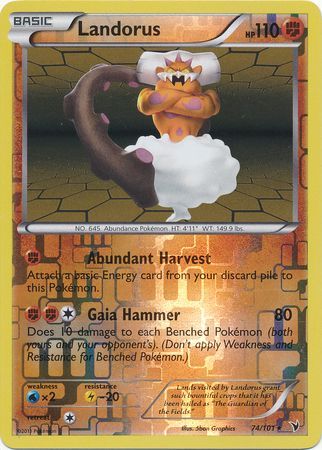 BASIC
Landorus
HP110
NO. 645 Abundance Pokémon. HT: 4'11" WT: 149.9 lbs.
Abundant Harvest
Attach a basic Energy card from your discard pile to
this Pokémon.
Gaia Hammer 80
Does 10 damage to each Benched Pokémon (both
yours and your opponent's). (Don't apply Weakness and
Resistance for Benched Pokémon.)
weakness
×2
resistance
-20
retreat
Lands visited by Landorus grant
such bountiful crops that it has
been hailed as "The Guardian of
the Fields."
Illus. 5ban Graphics
74/101 ★
©2013 Pokémon